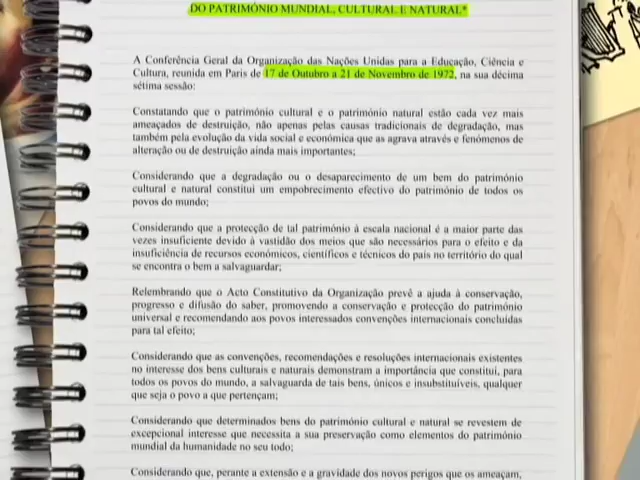 DO PATRIMÓNIO MUNDIAL, CULTURAL E NATURAL*
A Conferência Geral da Organização das Nações Unidas para a Educação, Ciência e
Cultura, reunida em Paris de 17 de Outubro a 21 de Novembro de 1972, na sua décima
sétima sessão:
Constatando que o património cultural e o património natural estão cada vez mais
ameaçados de destruição, não apenas pelas causas tradicionais de degradação, mas
também pela evolução da vida social e económica que as agrava através e fenómenos de
alteração ou de destruição ainda mais importantes;
Considerando que a degradação ou o desaparecimento de um bem do património
cultural e natural constitui um empobrecimento efectivo do património de todos os
povos do mundo;
Considerando que a protecção de tal património à escala nacional é a maior parte das
vezes insuficiente devido à vastidão dos meios que são necessários para o efeito e da
insuficiência de recursos económicos, científicos e técnicos do país no território do qual
se encontra o bem a salvaguardar;
Relembrando que o Acto Constitutivo da Organização prevê a ajuda à conservação,
progresso e difusão do saber, promovendo a conservação e protecção do património
universal e recomendando aos povos interessados convenções internacionais concluídas
para tal efeito;
Considerando que as convenções, recomendações e resoluções internacionais existentes
no interesse dos bens culturais e naturais demonstram a importância que constitui, para
todos os povos do mundo, a salvaguarda de tais bens, únicos e insubstituíveis, qualquer
que seja o povo a que pertençam;
Considerando que determinados bens do património cultural e natural se revestem de
excepcional interesse que necessita a sua preservação como elementos do património
mundial da humanidade no seu todo;
Considerando que, perante a extensão e a gravidade dos novos perigos que os ameaçam,